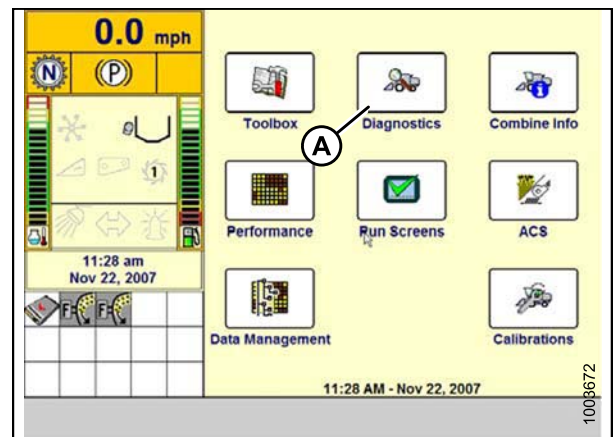 0.0 mph
N
(P)
1
11:28 am
Nov 22, 2007
F
F
Toolbox
Diagnostics
Combine Info
A
Performance
Run Screens
ACS
Data Management
Calibrations
11:28 AM - Nov 22, 2007
1003672